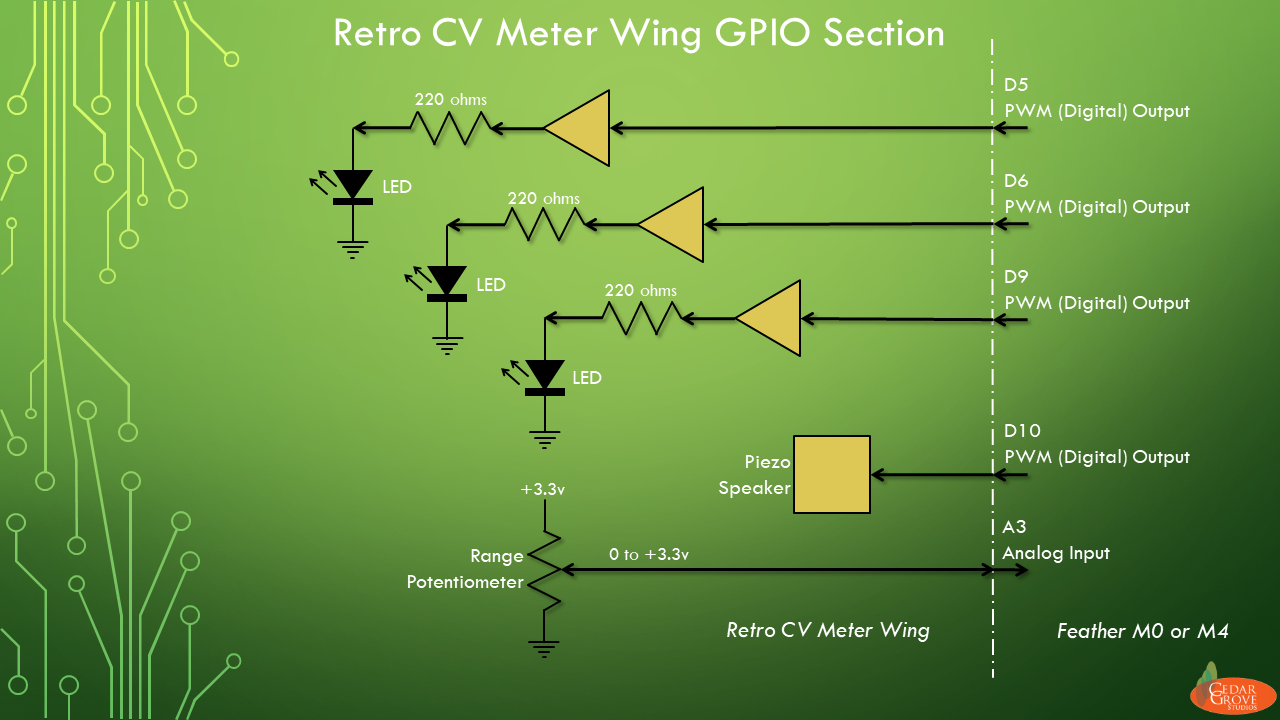 Retro CV Meter Wing GPIO Section
D5
PWM (Digital) Output
220 ohms
LED
D6
PWM (Digital) Output
220 ohms
LED
D9
PWM (Digital) Output
220 ohms
LED
D10
PWM (Digital) Output
Piezo
Speaker
+3.3v
A3
Analog Input
0 to +3.3v
Range
Potentiometer
Retro CV Meter Wing
Feather M0 or M4
CEDAR
GROVE
STUDIOS